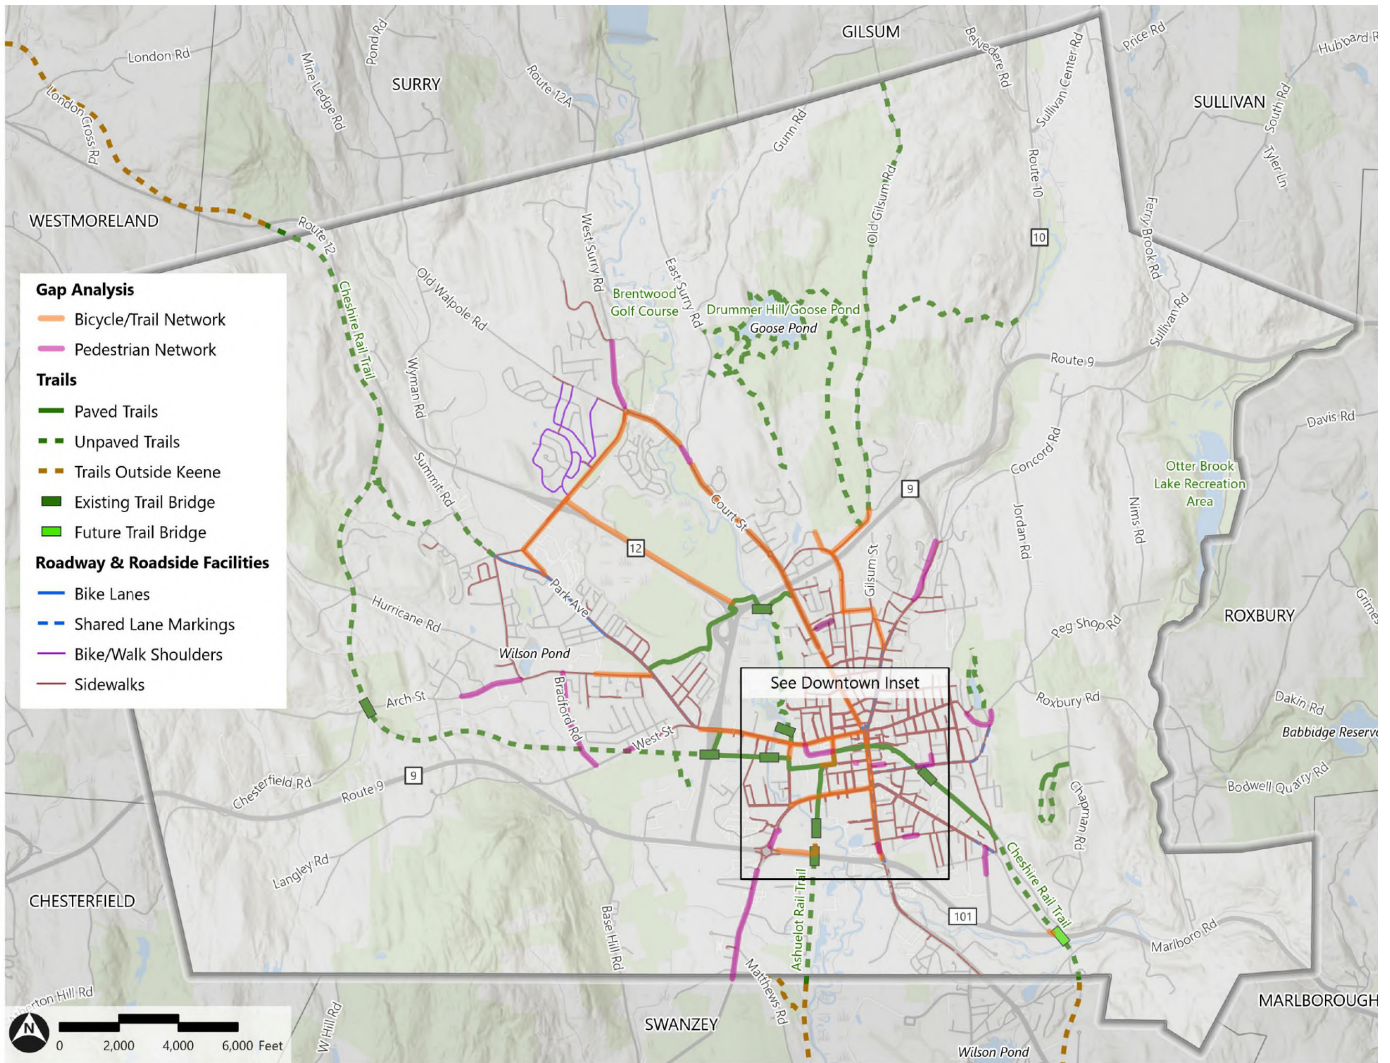 GILSUM
Belvedere Rd
Sullivan Center Rd
Price Rd
London Rd
Pond Rd
Mine Ledge Rd
SURRY
Route 12A
SULLIVAN
South Rd
London Cross Rd
Gunn Rd
Tyler Ln
Route 10
Old Gilsum Rd
WESTMORELAND
Route 12
West Surry Rd
Ferry Brook Rd
10
East Surry Rd
Old Walpole Rd
Cheshire Rail Trail
Brentwood
Golf Course
Drummer Hill/Goose Pond
Goose Pond
Sullivan Rd
Gap Analysis
Bicycle/Trail Network
Pedestrian Network
Trails
Paved Trails
Unpaved Trails
Trails Outside Keene
Existing Trail Bridge
Future Trail Bridge
Roadway & Roadside Facilities
Bike Lanes
Shared Lane Markings
Bike/Walk Shoulders
Sidewalks
Route 9
Wyman Rd
Davis Rd
Concord Rd
Summit Rd
Otter Brook
Lake Recreation
Area
9
Court St
Jordan Rd
Nims Rd
12
Gilsum St
Park Ave
Hurricane Rd
Peg Shop Rd
ROXBURY
Wilson Pond
See Downtown Inset
Arch St
Bradford Rd
Roxbury Rd
Dakin Rd
West St
Babbidge Reservo
9
Chesterfield Rd
Route 9
Bodwell Quarry Rd
Chapman Rd
Langley Rd
Cheshire Rail Trail
CHESTERFIELD
Ashuelot Rail Trail
101
Base Hill Rd
Marlboro Rd
Matthews Rd
MARLBOROUGH
W Hill Rd
SWANZEY
Wilson Pond
N
0 2,000 4,000 6,000 Feet